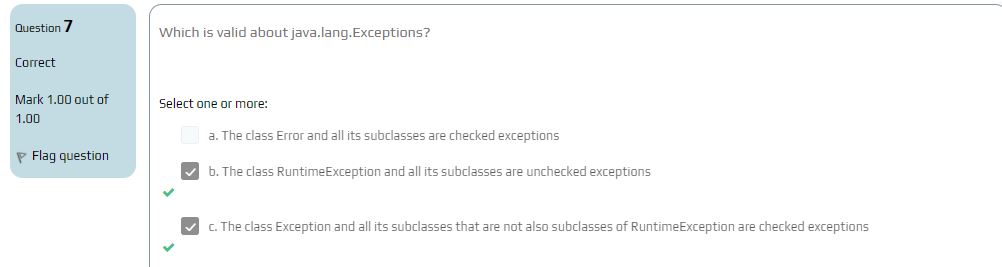 Question 7
Correct
Mark 1.00 out of
1.00
Flag question
Which is valid about java.lang.Exceptions?
Select one or more:
a. The class Error and all its subclasses are checked exceptions
b. The class RuntimeException and all its subclasses are unchecked exceptions
c. The class Exception and all its subclasses that are not also subclasses of RuntimeException are checked exceptions